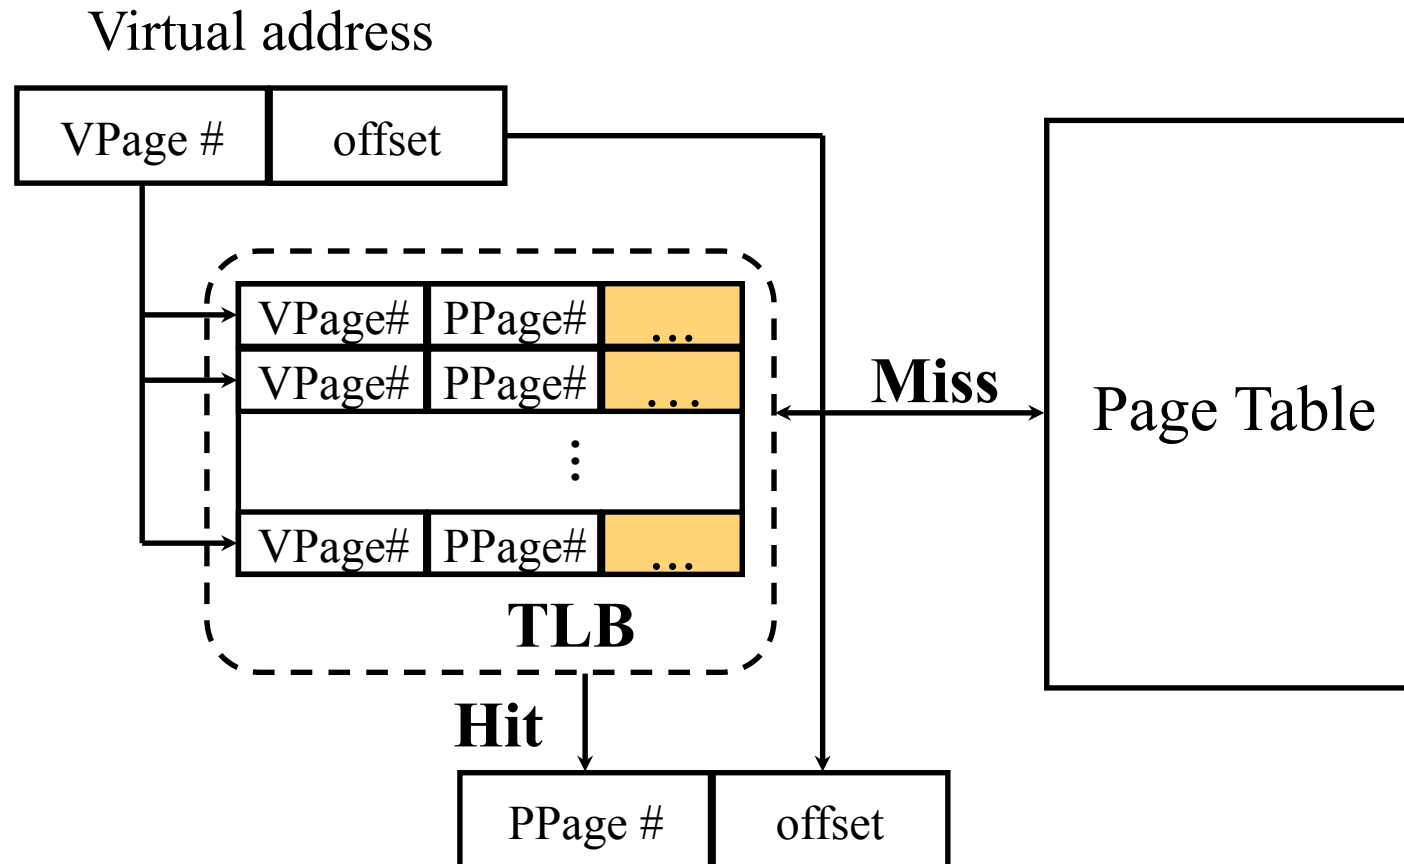 Virtual address
VPage # offset
VPage# PPage# ...
VPage# PPage# ...
Miss
Page Table
⋮
VPage# PPage# ...
TLB
Hit
PPage # offset